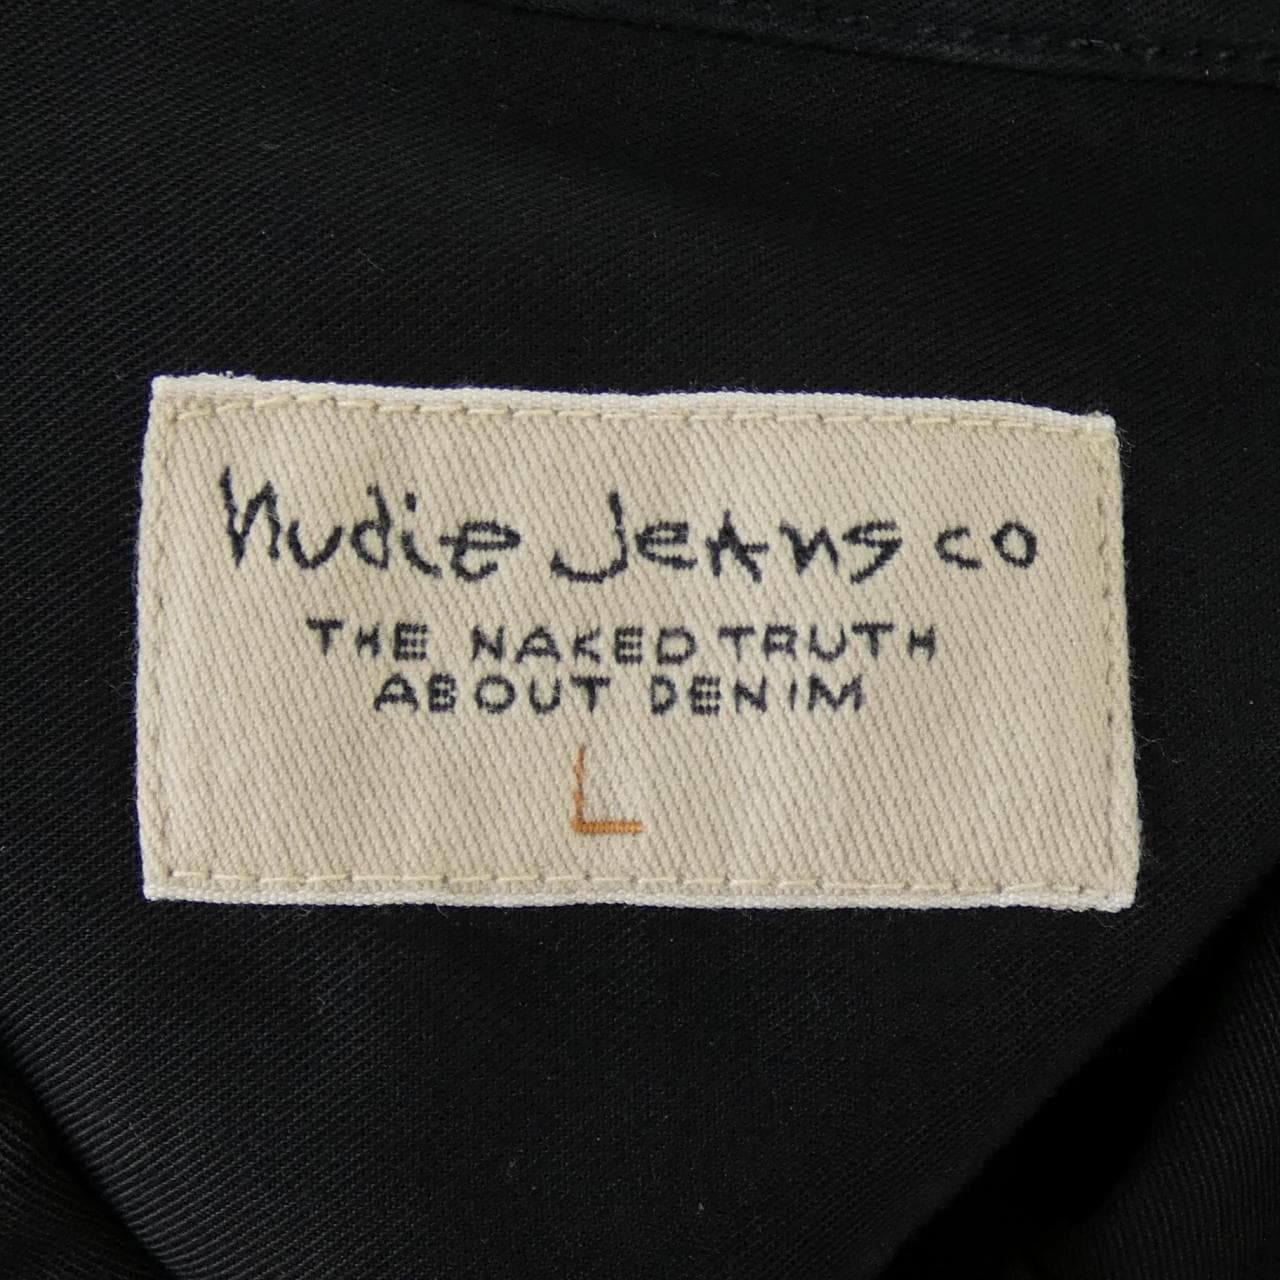 Nudie Jeans co
THE NAKED TRUTH
ABOUT DENIM
L